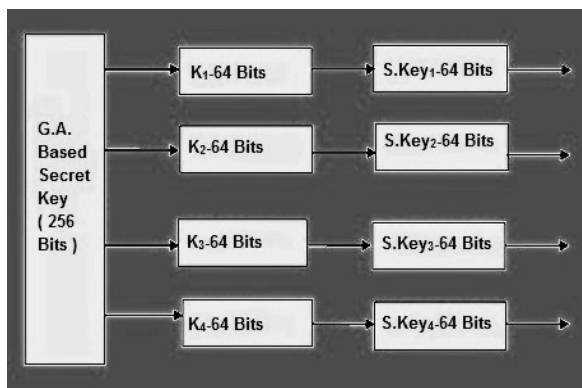 G.A.
Based
Secret
Key
( 256
Bits )
K₁-64 Bits
S.Key₁-64 Bits
K₂-64 Bits
S.Key₂-64 Bits
K₃-64 Bits
S.Key₃-64 Bits
K₄-64 Bits
S.Key₄-64 Bits